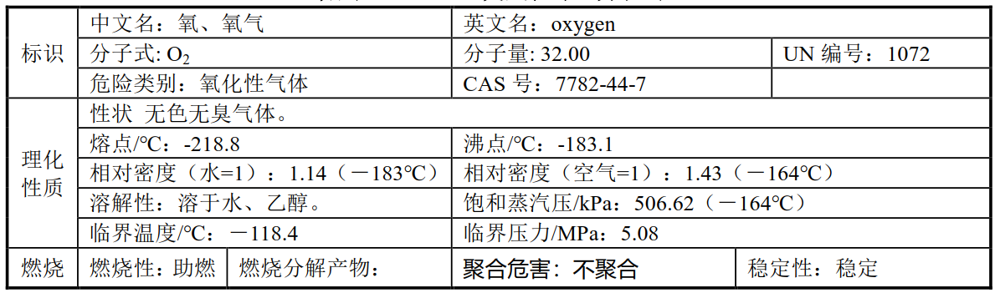 标识
中文名：氧、氧气 英文名：oxygen
分子式: O₂ 分子量: 32.00 UN 编号：1072
危险类别：氧化性气体 CAS 号：7782-44-7
理化性质
性状 无色无臭气体。
熔点/℃：-218.8 沸点/℃：-183.1
相对密度（水=1）：1.14（－183℃） 相对密度（空气=1）：1.43（－164℃）
溶解性：溶于水、乙醇。 饱和蒸汽压/kPa：506.62（－164℃）
临界温度/℃：－118.4 临界压力/MPa：5.08
燃烧 燃烧性: 助燃 燃烧分解产物： 聚合危害：不聚合 稳定性：稳定